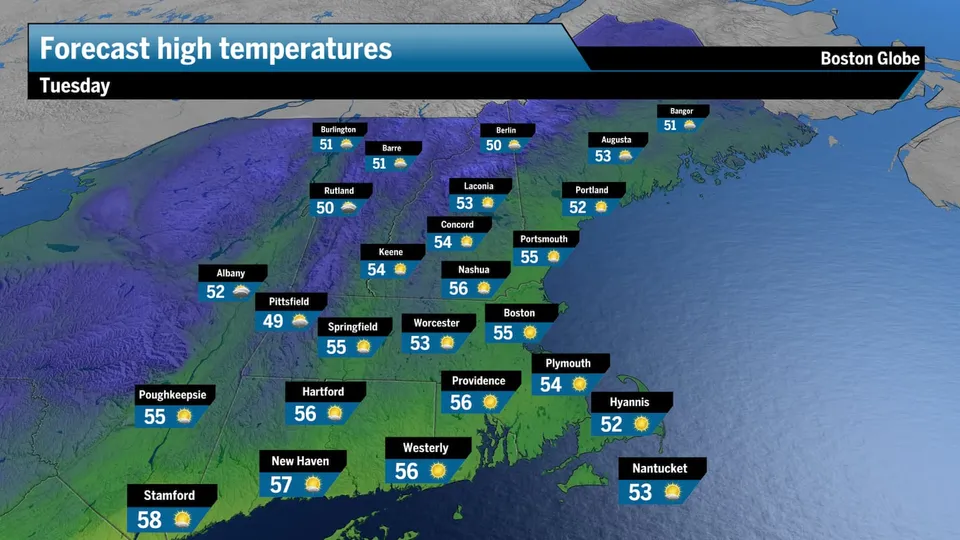 Forecast high temperatures
Boston Globe
Tuesday
Bangor
51
Burlington
51
Berlin
50
Barre
51
Augusta
53
Rutland
50
Laconia
53
Portland
52
Concord
54
Portsmouth
55
Keene
54
Nashua
56
Albany
52
Pittsfield
49
Springfield
55
Worcester
53
Boston
55
Plymouth
54
Poughkeepsie
55
Hartford
56
Providence
56
Hyannis
52
Westerly
56
New Haven
57
Nantucket
53
Stamford
58